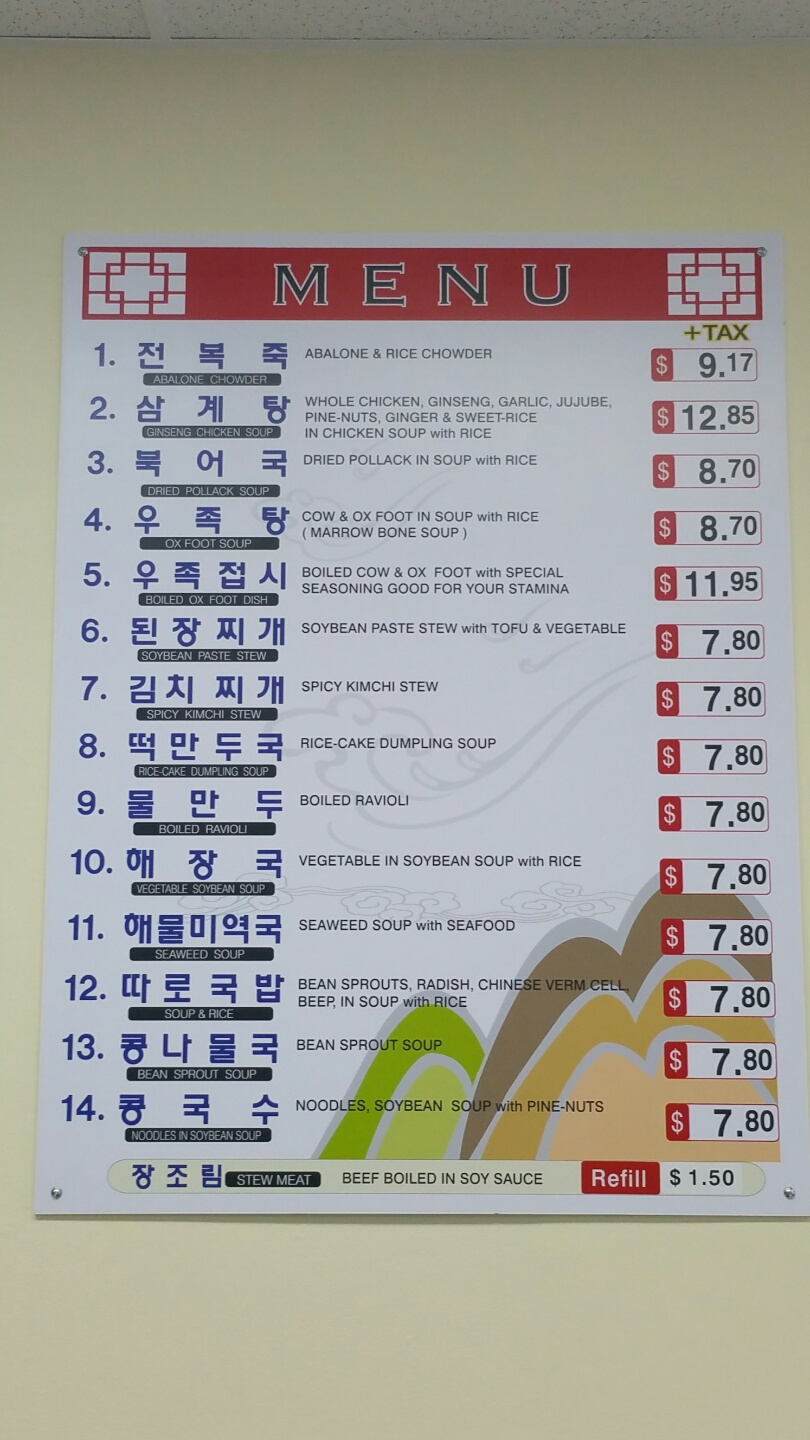 MENU
+TAX
1. 전복죽 ABALONE & RICE CHOWDER $ 9.17
ABALONE CHOWDER
2. 삼계탕 WHOLE CHICKEN, GINSENG, GARLIC, JUJUBE, $ 12.85
PINE-NUTS, GINGER & SWEET-RICE
GINSENG CHICKEN SOUP IN CHICKEN SOUP with RICE
3. 북어국 DRIED POLLACK IN SOUP with RICE $ 8.70
DRIED POLLACK SOUP
4. 우족탕 COW & OX FOOT IN SOUP with RICE $ 8.70
( MARROW BONE SOUP )
OX FOOT SOUP
5. 우족접시 BOILED COW & OX FOOT with SPECIAL $ 11.95
SEASONING GOOD FOR YOUR STAMINA
BOILED OX FOOT DISH
6. 된장찌개 SOYBEAN PASTE STEW with TOFU & VEGETABLE $ 7.80
SOYBEAN PASTE STEW
7. 김치찌개 SPICY KIMCHI STEW $ 7.80
SPICY KIMCHI STEW
8. 떡만두국 RICE-CAKE DUMPLING SOUP $ 7.80
RICE-CAKE DUMPLING SOUP
9. 물만두 BOILED RAVIOLI $ 7.80
BOILED RAVIOLI
10. 해장국 VEGETABLE IN SOYBEAN SOUP with RICE $ 7.80
VEGETABLE SOYBEAN SOUP
11. 해물미역국 SEAWEED SOUP with SEAFOOD $ 7.80
SEAWEED SOUP
12. 따로국밥 BEAN SPROUTS, RADISH, CHINESE VERM CELL, $ 7.80
BEEP, IN SOUP with RICE
SOUP & RICE
13. 콩나물국 BEAN SPROUT SOUP $ 7.80
BEAN SPROUT SOUP
14. 콩국수 NOODLES, SOYBEAN SOUP with PINE-NUTS $ 7.80
NOODLES IN SOYBEAN SOUP
장조림 STEW MEAT BEEF BOILED IN SOY SAUCE Refill $ 1.50